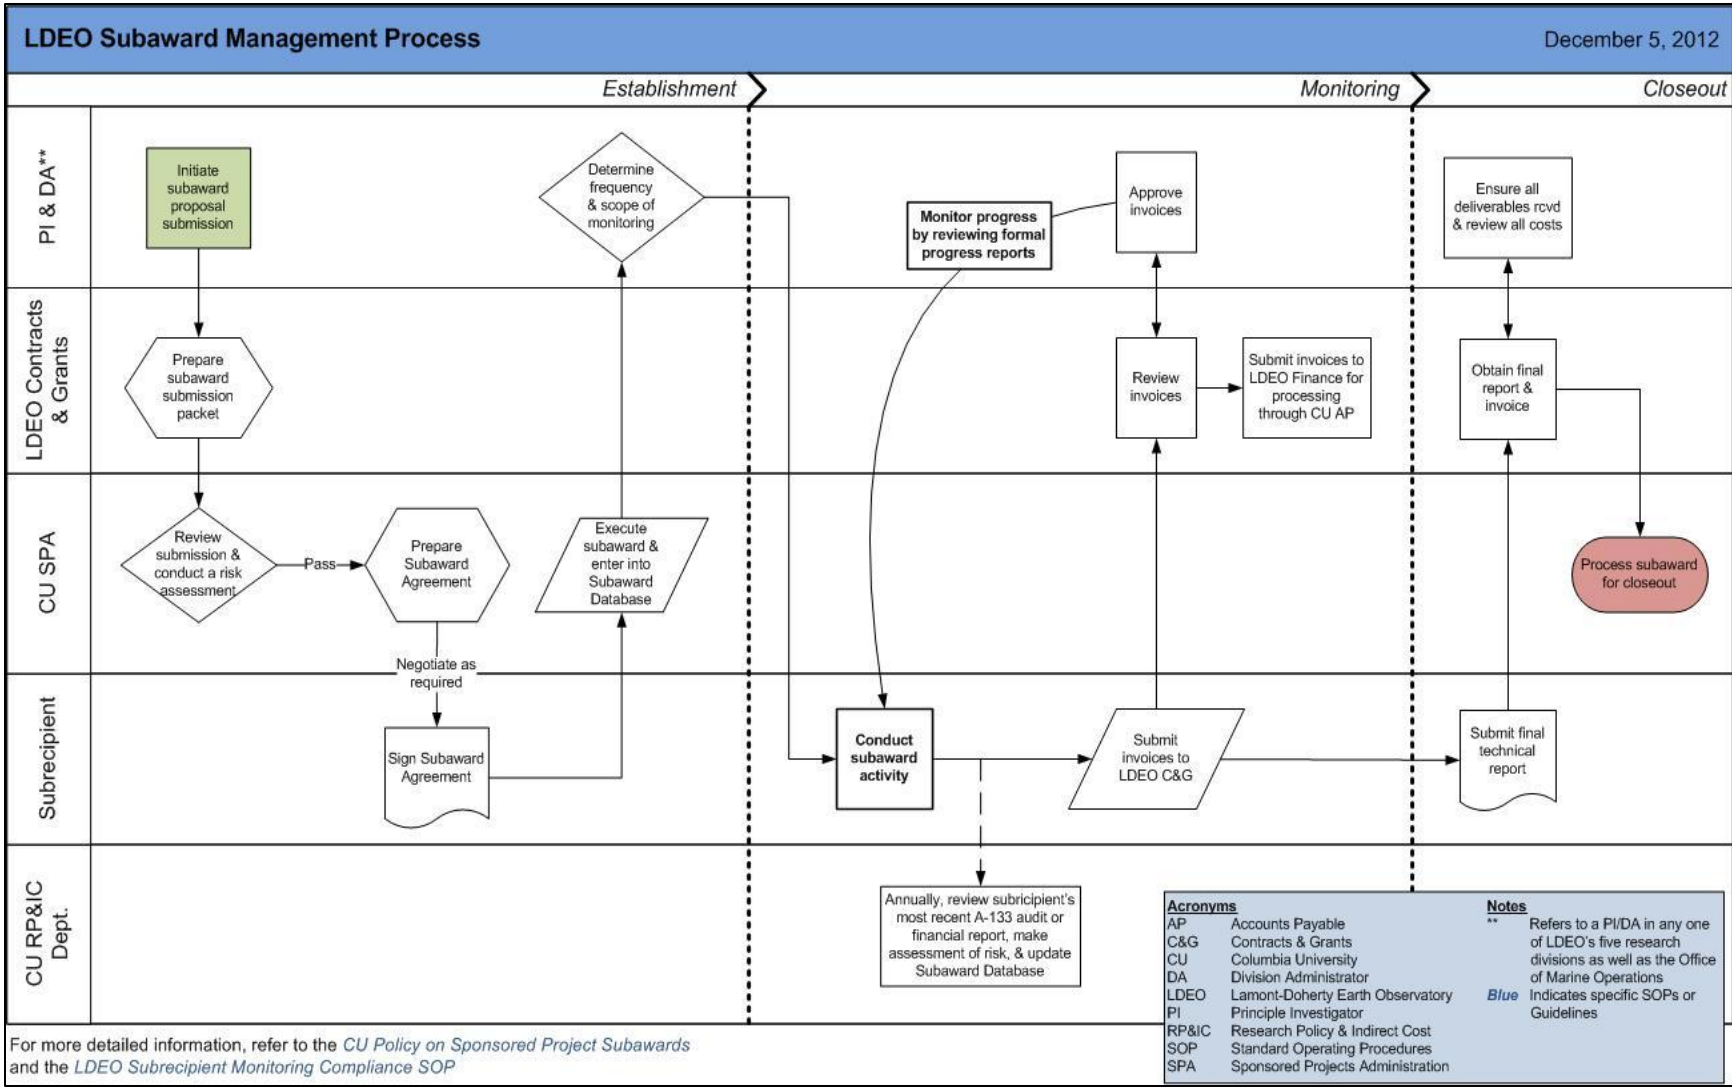 LDEO Subaward Management Process
December 5, 2012
Establishment
Monitoring
Closeout
PI & DA**
Initiate
subaward
proposal
submission
Determine
frequency
& scope of
monitoring
Monitor progress
by reviewing formal
progress reports
Approve
invoices
Ensure all
deliverables rcvd
& review all costs
LDEO Contracts
& Grants
Prepare
subaward
submission
packet
Review
invoices
Submit invoices to
LDEO Finance for
processing
through CU AP
Obtain final
report &
invoice
CU SPA
Review
submission &
conduct a risk
assessment
Pass
Prepare
Subaward
Agreement
Execute
subaward &
enter into
Subaward
Database
Process subaward
for closeout
Negotiate as
required
Subrecipient
Sign Subaward
Agreement
Conduct
subaward
activity
Submit
invoices to
LDEO C&G
Submit final
technical
report
CU RP&IC
Dept.
Annually, review subricipient's
most recent A-133 audit or
financial report, make
assessment of risk, & update
Subaward Database
Acronyms
AP Accounts Payable
C&G Contracts & Grants
CU Columbia University
DA Division Administrator
LDEO Lamont-Doherty Earth Observatory
PI Principle Investigator
RP&IC Research Policy & Indirect Cost
SOP Standard Operating Procedures
SPA Sponsored Projects Administration
Notes
** Refers to a PI/DA in any one
of LDEO's five research
divisions as well as the Office
of Marine Operations
Blue Indicates specific SOPs or
Guidelines
For more detailed information, refer to the CU Policy on Sponsored Project Subawards
and the LDEO Subrecipient Monitoring Compliance SOP